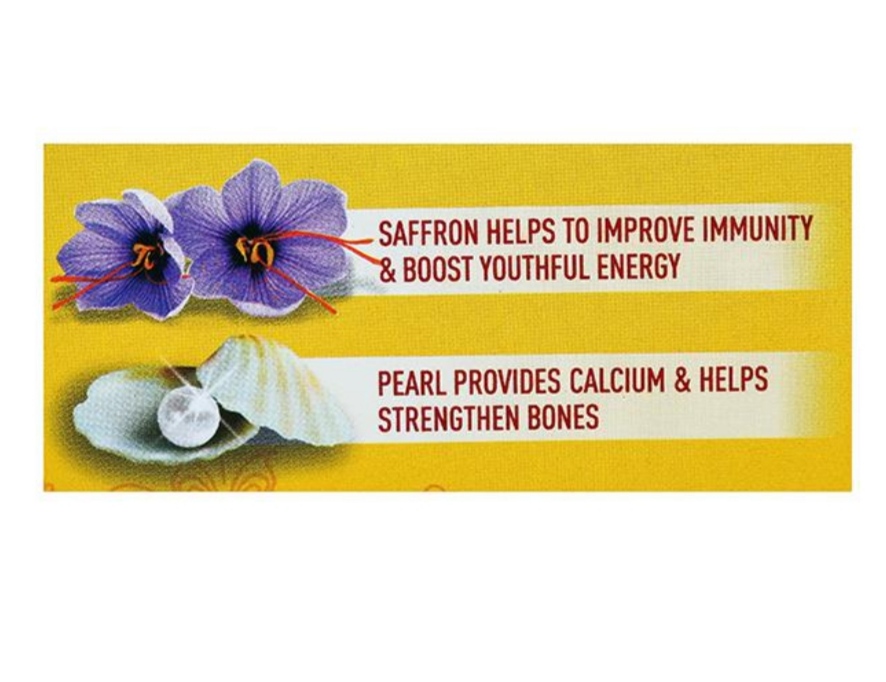 SAFFRON HELPS TO IMPROVE IMMUNITY
& BOOST YOUTHFUL ENERGY
PEARL PROVIDES CALCIUM & HELPS
STRENGTHEN BONES